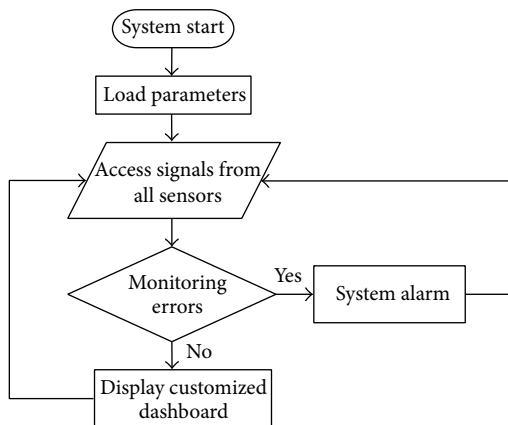 System start
Load parameters
Access signals from
all sensors
Monitoring
errors
Yes
System alarm
No
Display customized
dashboard